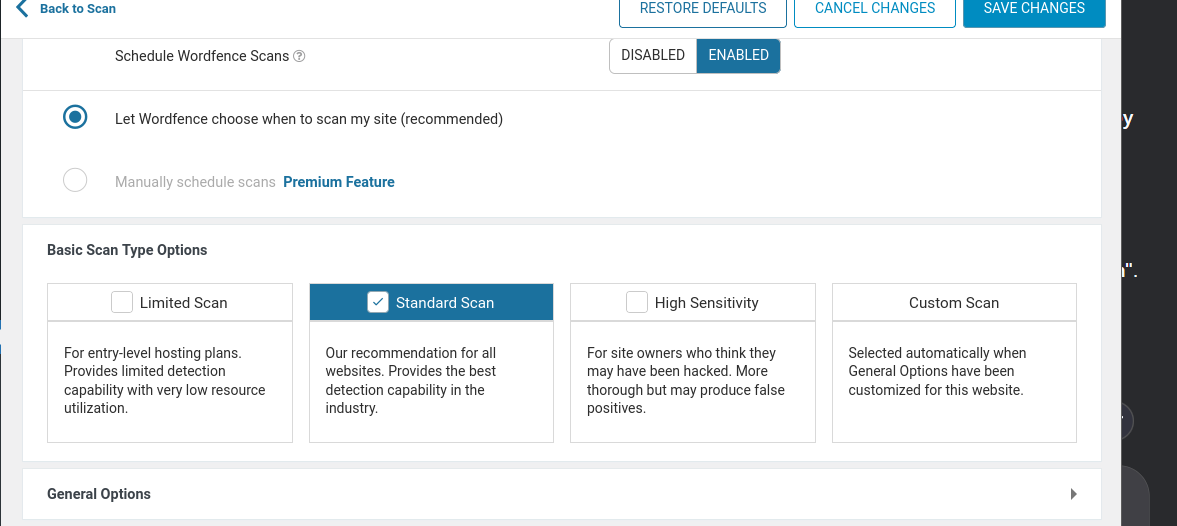 Back to Scan
RESTORE DEFAULTS
CANCEL CHANGES
SAVE CHANGES
Schedule Wordfence Scans
DISABLED
ENABLED
Let Wordfence choose when to scan my site (recommended)
Manually schedule scans Premium Feature
Basic Scan Type Options
Limited Scan
For entry-level hosting plans.
Provides limited detection
capability with very low resource
utilization.
Standard Scan
Our recommendation for all
websites. Provides the best
detection capability in the
industry.
High Sensitivity
For site owners who think they
may have been hacked. More
thorough but may produce false
positives.
Custom Scan
Selected automatically when
General Options have been
customized for this website.
General Options